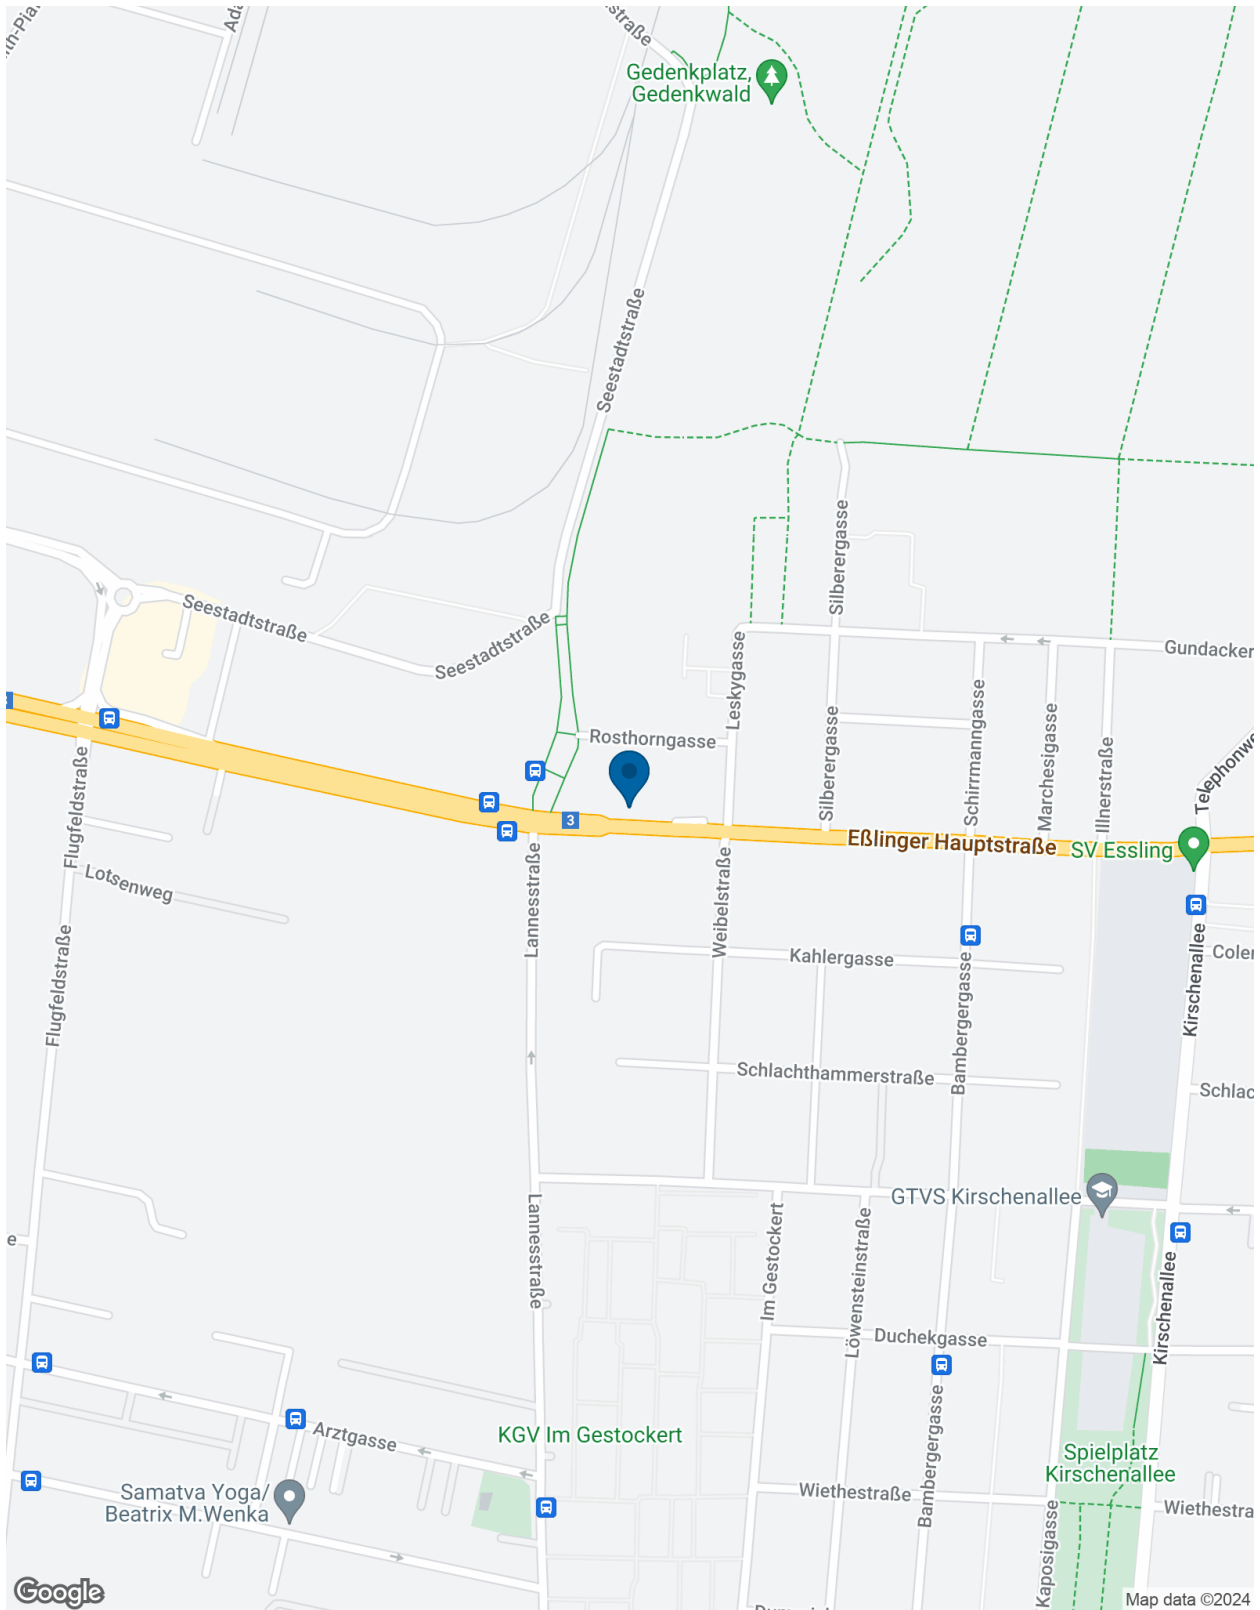 Gedenkplatz,
Gedenkwald
Seestadtstraße
Silberergasse
Seestadtstraße
Seestadtstraße
Gundacker
Leskygasse
Rosthorngasse
Silberergasse
Schirmanngasse
Marchesigasse
Illnerstraße
Flugfeldstraße
3
Eßlinger Hauptstraße
SV Essling
Lotsenweg
Lannesstraße
Weibelstraße
Kahlergasse
Kirschenallee
Flugfeldstraße
Bambergergasse
Schlachthammerstraße
Schlac
GTVS Kirschenallee
Lannesstraße
Im Gestockert
Löwensteinstraße
Kirschenallee
Duchekgasse
Arztgasse
KGV Im Gestockert
Bambergergasse
Spielplatz
Kirschenallee
Samatva Yoga/
Beatrix M.Wenka
Wiethestraße
Wiethestra
Kaposigasse
Google
Map data ©2024